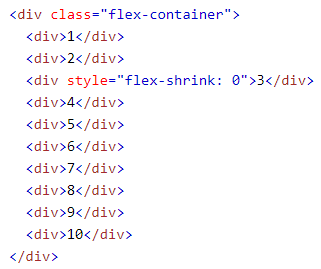 <div class="flex-container">
  <div>1</div>
  <div>2</div>
  <div style="flex-shrink: 0">3</div>
  <div>4</div>
  <div>5</div>
  <div>6</div>
  <div>7</div>
  <div>8</div>
  <div>9</div>
  <div>10</div>
</div>